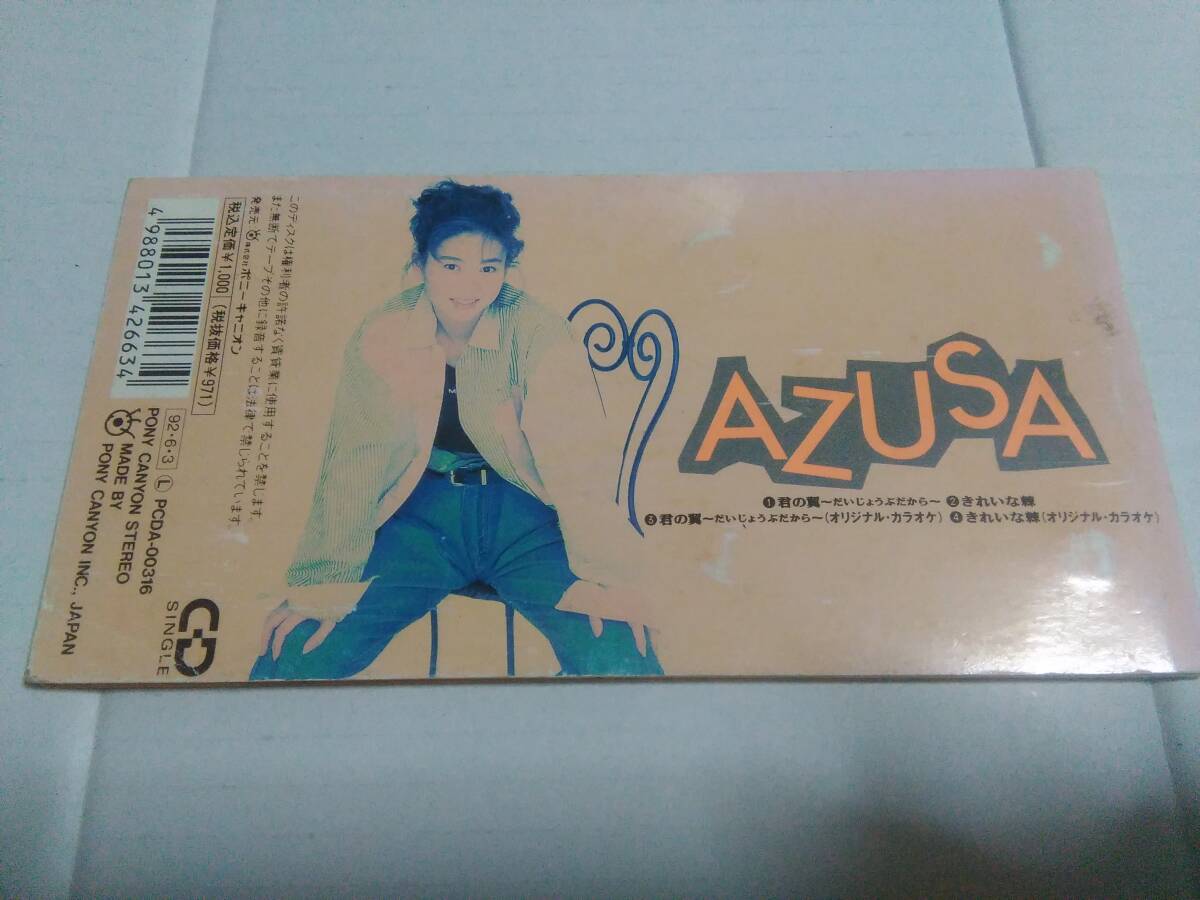 AZUSA
❶君の翼〜だいじょうぶだから〜 ❷きれいな棘
❸君の翼〜だいじょうぶだから〜(オリジナル・カラオケ) ❹きれいな棘(オリジナル・カラオケ)
このディスクは権利者の許諾なく賃貸業に使用することを禁じます。
また無断でテープその他に録音することは法律で禁じられています。
発売元 株式会社ポニーキャニオン
税込定価¥1,000(税抜価格¥971)
4 988013 426634
92・6・3 Ⓛ PCDA-00316
PONY CANYON STEREO
MADE BY
PONY CANYON INC., JAPAN
CD
SINGLE